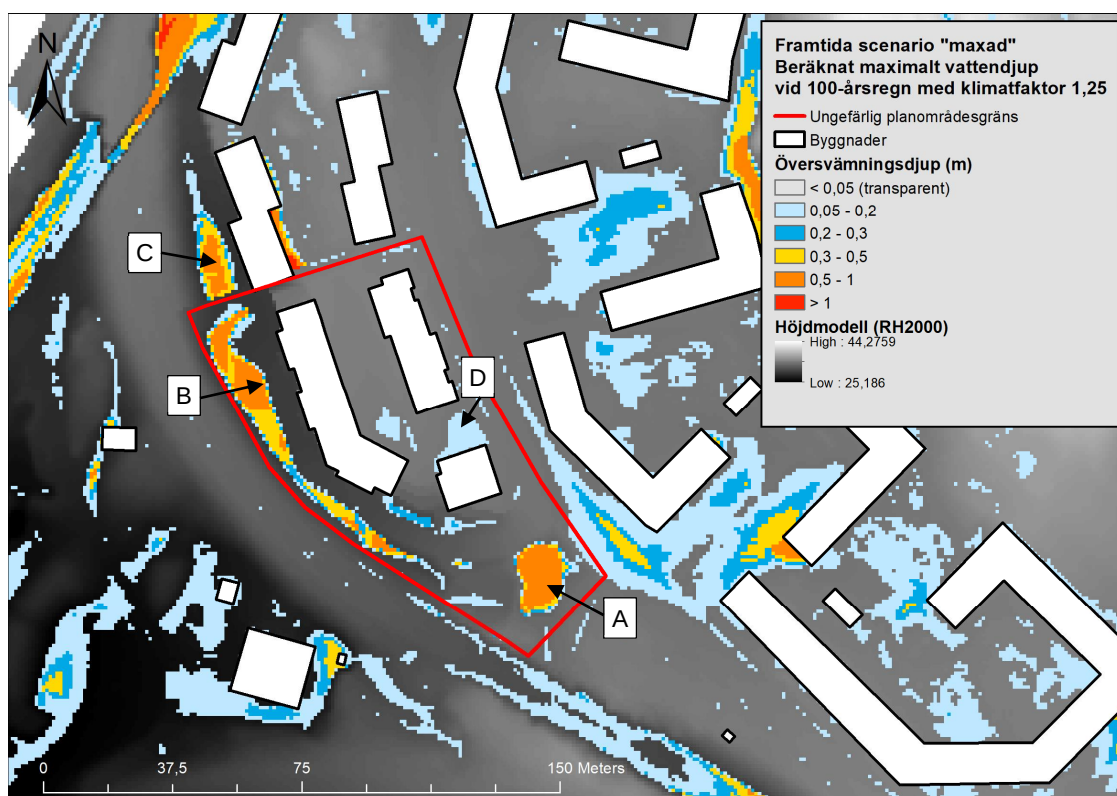 N
Framtida scenario "maxad"
Beräknat maximalt vattendjup
vid 100-årsregn med klimatfaktor 1,25
Ungefärlig planområdesgräns
Byggnader
Översvämningsdjup (m)
< 0,05 (transparent)
0,05 - 0,2
0,2 - 0,3
0,3 - 0,5
0,5 - 1
> 1
Höjdmodell (RH2000)
High : 44,2759
Low : 25,186
C
D
B
A
0 37,5 75 150 Meters